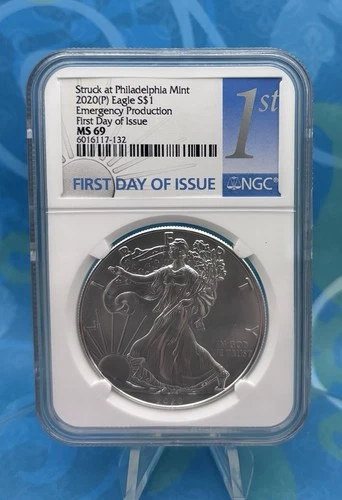 Struck at Philadelphia Mint
2020(P) Eagle S$1
Emergency Production
First Day of Issue
MS 69
6016117-132
1st
FIRST DAY OF ISSUE
NGC®